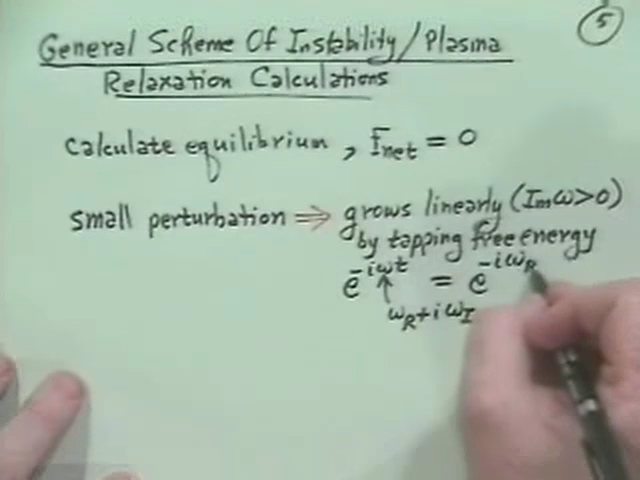 5
General Scheme Of Instability/Plasma
Relaxation Calculations
Calculate equilibrium, Fnet = 0
small perturbation ⇒ grows linearly (Imω>0)
by tapping free energy
e^-iωt = e^-iωR
↑
ωR+iωI